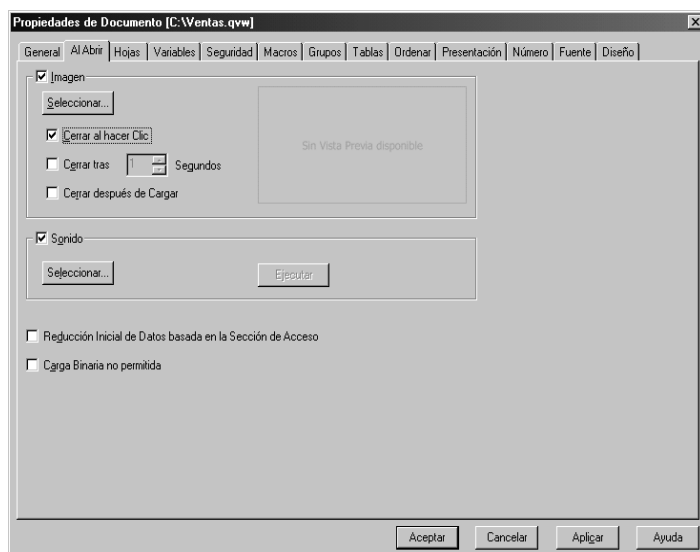 Propiedades de Documento [C:\Ventas.qvw]
General Al Abrir Hojas Variables Seguridad Macros Grupos Tablas Ordenar Presentación Número Fuente Diseño
Imagen
Seleccionar...
Cerrar al hacer Clic
Cerrar tras 1 Segundos
Cerrar después de Cargar
Sin Vista Previa disponible
Sonido
Seleccionar...
Ejecutar
Reducción Inicial de Datos basada en la Sección de Acceso
Carga Binaria no permitida
Aceptar Cancelar Aplicar Ayuda